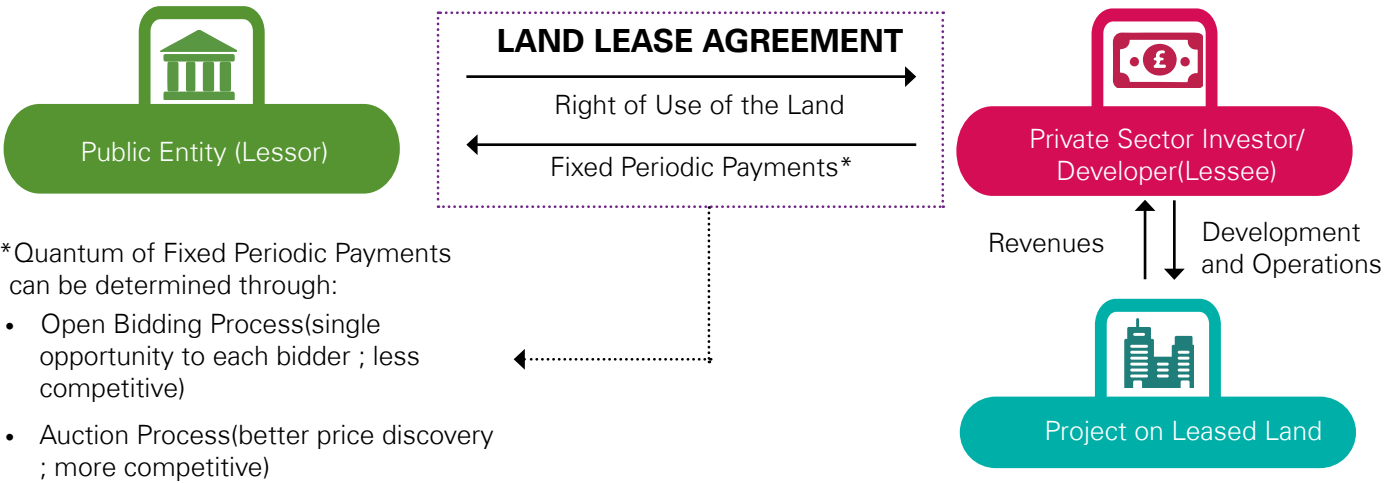 LAND LEASE AGREEMENT
Right of Use of the Land
Fixed Periodic Payments*
Public Entity (Lessor)
£
Private Sector Investor/
Developer(Lessee)
Revenues
Development
and Operations
Project on Leased Land
*Quantum of Fixed Periodic Payments
can be determined through:
• Open Bidding Process(single
opportunity to each bidder ; less
competitive)
• Auction Process(better price discovery
; more competitive)